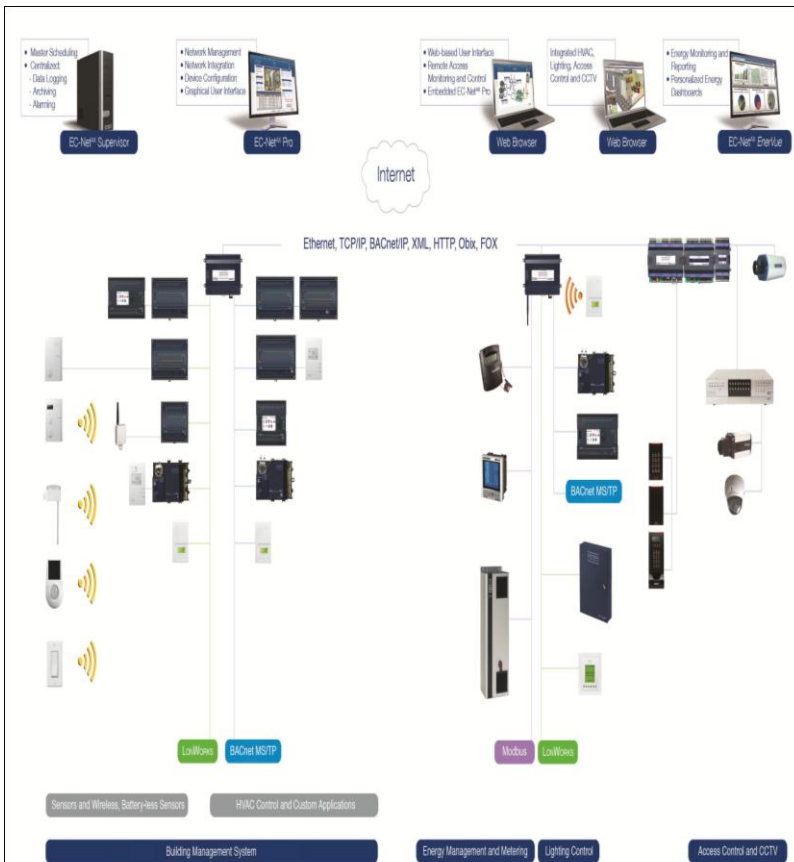 • Master Scheduling
• Centralized:
- Data Logging
- Archiving
- Alarming
EC-Netᴬˣ Supervisor
• Network Management
• Network Integration
• Device Configuration
• Graphical User Interface
EC-Netᴬˣ Pro
• Web-based User Interface
• Remote Access
Monitoring and Control
• Embedded EC-Netᴬˣ Pro
Web Browser
Integrated HVAC,
Lighting, Access
Control and CCTV
Web Browser
• Energy Monitoring and
Reporting
• Personalized Energy
Dashboards
EC-Netᴬˣ EnerVue
Internet
Ethernet, TCP/IP, BACnet/IP, XML, HTTP, Obix, FOX
BACnet MS/TP
LONWORKS
BACnet MS/TP
Modbus
LONWORKS
Sensors and Wireless, Battery-less Sensors
HVAC Control and Custom Applications
Building Management System
Energy Management and Metering
Lighting Control
Access Control and CCTV